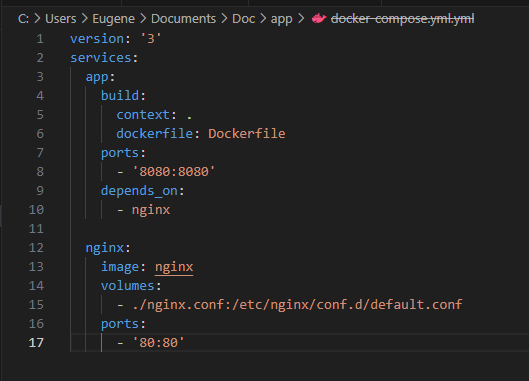 C: > Users > Eugene > Documents > Doc > app > docker-compose.yml.yml
1 version: '3'
2 services:
3   app:
4     build:
5       context: .
6       dockerfile: Dockerfile
7     ports:
8       - '8080:8080'
9     depends_on:
10       - nginx
11
12   nginx:
13     image: nginx
14     volumes:
15       - ./nginx.conf:/etc/nginx/conf.d/default.conf
16     ports:
17       - '80:80'